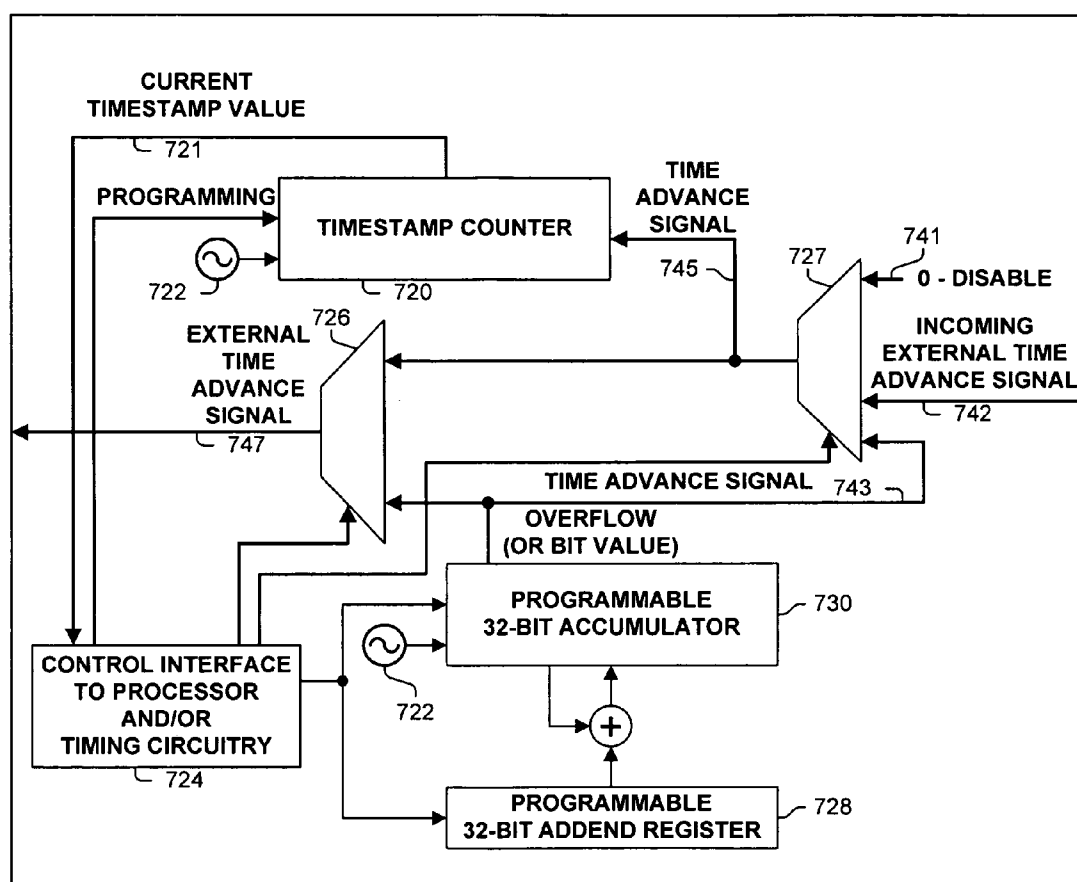 CURRENT
TIMESTAMP VALUE
721
PROGRAMMING
TIMESTAMP COUNTER
722
720
TIME
ADVANCE
SIGNAL
745
727
741
0 - DISABLE
INCOMING
EXTERNAL TIME
ADVANCE SIGNAL
742
726
EXTERNAL
TIME
ADVANCE
SIGNAL
747
TIME ADVANCE SIGNAL
743
OVERFLOW
(OR BIT VALUE)
PROGRAMMABLE
32-BIT ACCUMULATOR
730
722
+
CONTROL INTERFACE
TO PROCESSOR
AND/OR
TIMING CIRCUITRY
724
PROGRAMMABLE
32-BIT ADDEND REGISTER
728